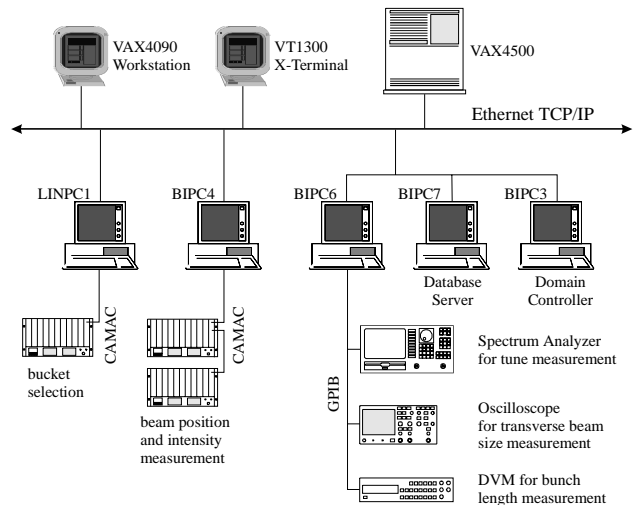 VAX4090
Workstation
VT1300
X-Terminal
VAX4500
Ethernet TCP/IP
LINPC1
BIPC4
BIPC6
BIPC7
BIPC3
Database
Server
Domain
Controller
CAMAC
CAMAC
GPIB
bucket
selection
beam position
and intensity
measurement
Spectrum Analyzer
for tune measurement
Oscilloscope
for transverse beam
size measurement
DVM for bunch
length measurement